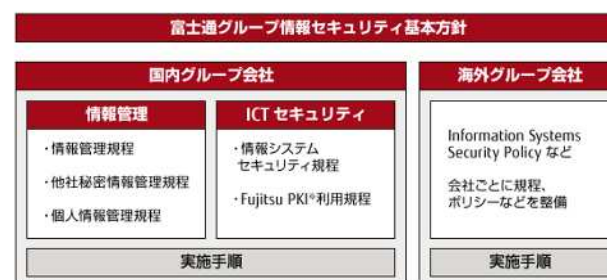 富士通グループ情報セキュリティ基本方針
国内グループ会社
情報管理
・情報管理規程
・他社秘密情報管理規程
・個人情報管理規程
ICT セキュリティ
・情報システム
セキュリティ規程
・Fujitsu PKI*利用規程
実施手順
海外グループ会社
Information Systems
Security Policy など
会社ごとに規程、
ポリシーなどを整備
実施手順